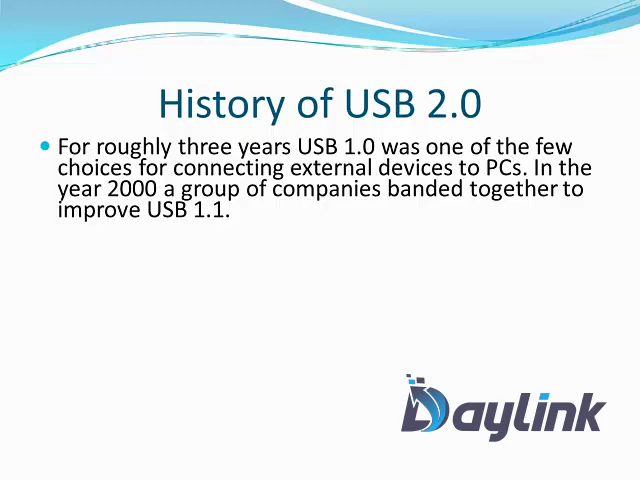 History of USB 2.0
For roughly three years USB 1.0 was one of the few
choices for connecting external devices to PCs. In the
year 2000 a group of companies banded together to
improve USB 1.1.
Daylink